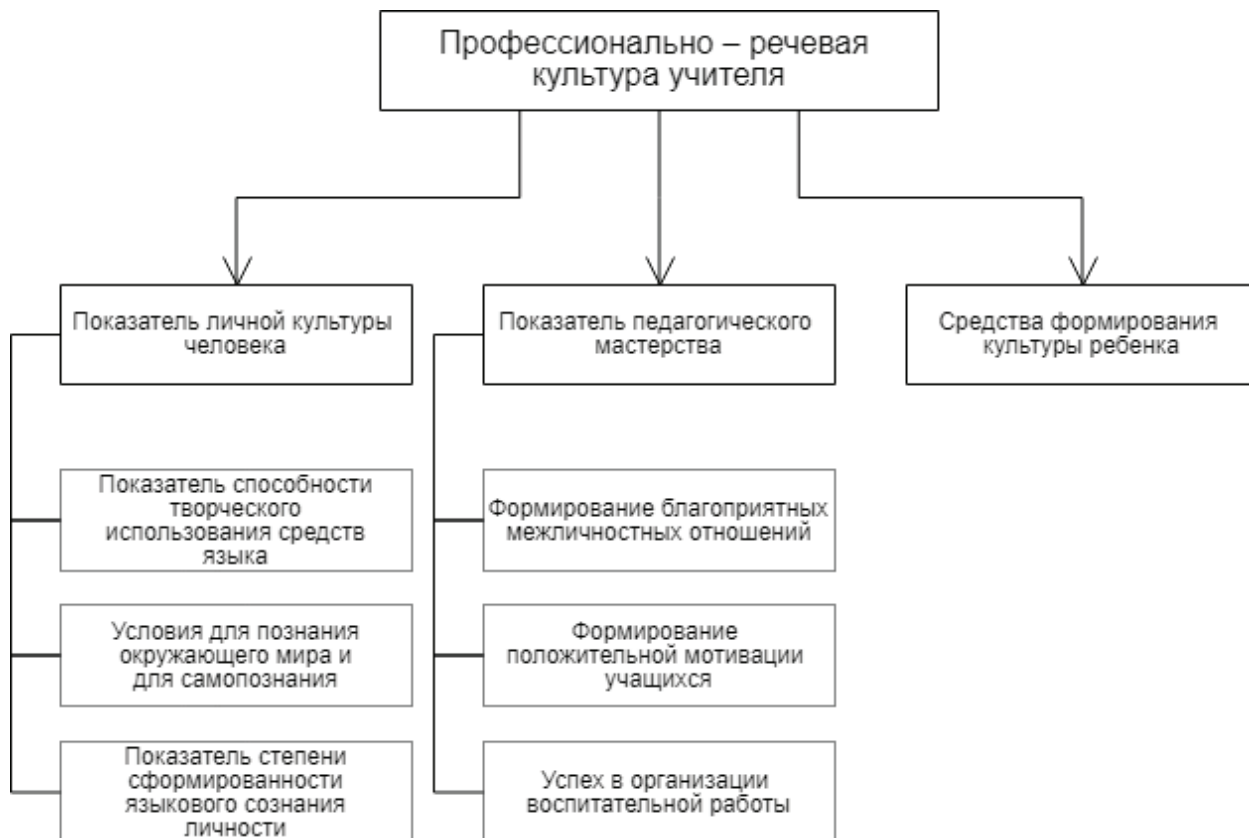 Профессионально – речевая
культура учителя
Показатель личной культуры
человека
Показатель педагогического
мастерства
Средства формирования
культуры ребенка
Показатель способности
творческого
использования средств
языка
Формирование благоприятных
межличностных отношений
Условия для познания
окружающего мира и
для самопознания
Формирование
положительной мотивации
учащихся
Показатель степени
сформированности
языкового сознания
личности
Успех в организации
воспитательной работы